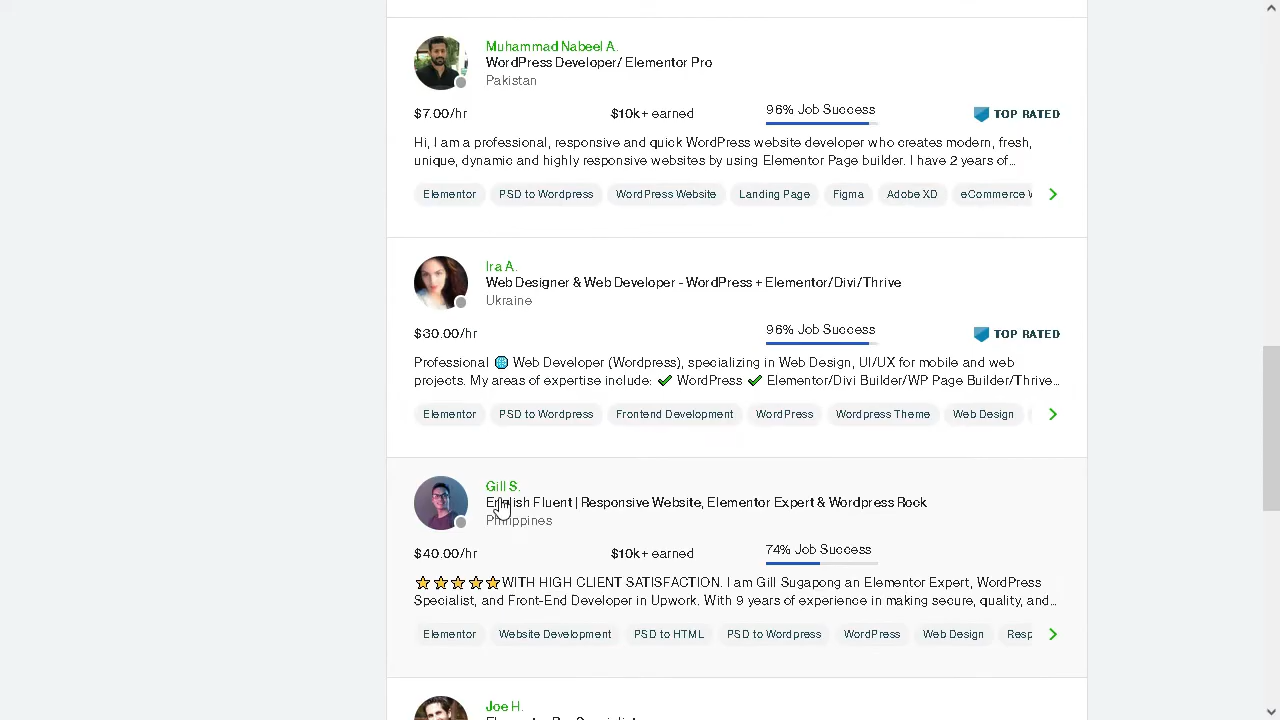 Muhammad Nabeel A.
WordPress Developer/ Elementor Pro
Pakistan
$7.00/hr $10k+ earned 96% Job Success TOP RATED
Hi, I am a professional, responsive and quick WordPress website developer who creates modern, fresh,
unique, dynamic and highly responsive websites by using Elementor Page builder. I have 2 years of...
Elementor PSD to Wordpress WordPress Website Landing Page Figma Adobe XD eCommerce
Ira A.
Web Designer & Web Developer - WordPress + Elementor/Divi/Thrive
Ukraine
$30.00/hr 96% Job Success TOP RATED
Professional 🌐 Web Developer (Wordpress), specializing in Web Design, UI/UX for mobile and web
projects. My areas of expertise include: ✔ WordPress ✔ Elementor/Divi Builder/WP Page Builder/Thrive...
Elementor PSD to Wordpress Frontend Development WordPress Wordpress Theme Web Design
Gill S.
English Fluent | Responsive Website, Elementor Expert & Wordpress Rock
Philippines
$40.00/hr $10k+ earned 74% Job Success
⭐⭐⭐⭐⭐WITH HIGH CLIENT SATISFACTION. I am Gill Sugapong an Elementor Expert, WordPress
Specialist, and Front-End Developer in Upwork. With 9 years of experience in making secure, quality, and...
Elementor Website Development PSD to HTML PSD to Wordpress WordPress Web Design Resp
Joe H.